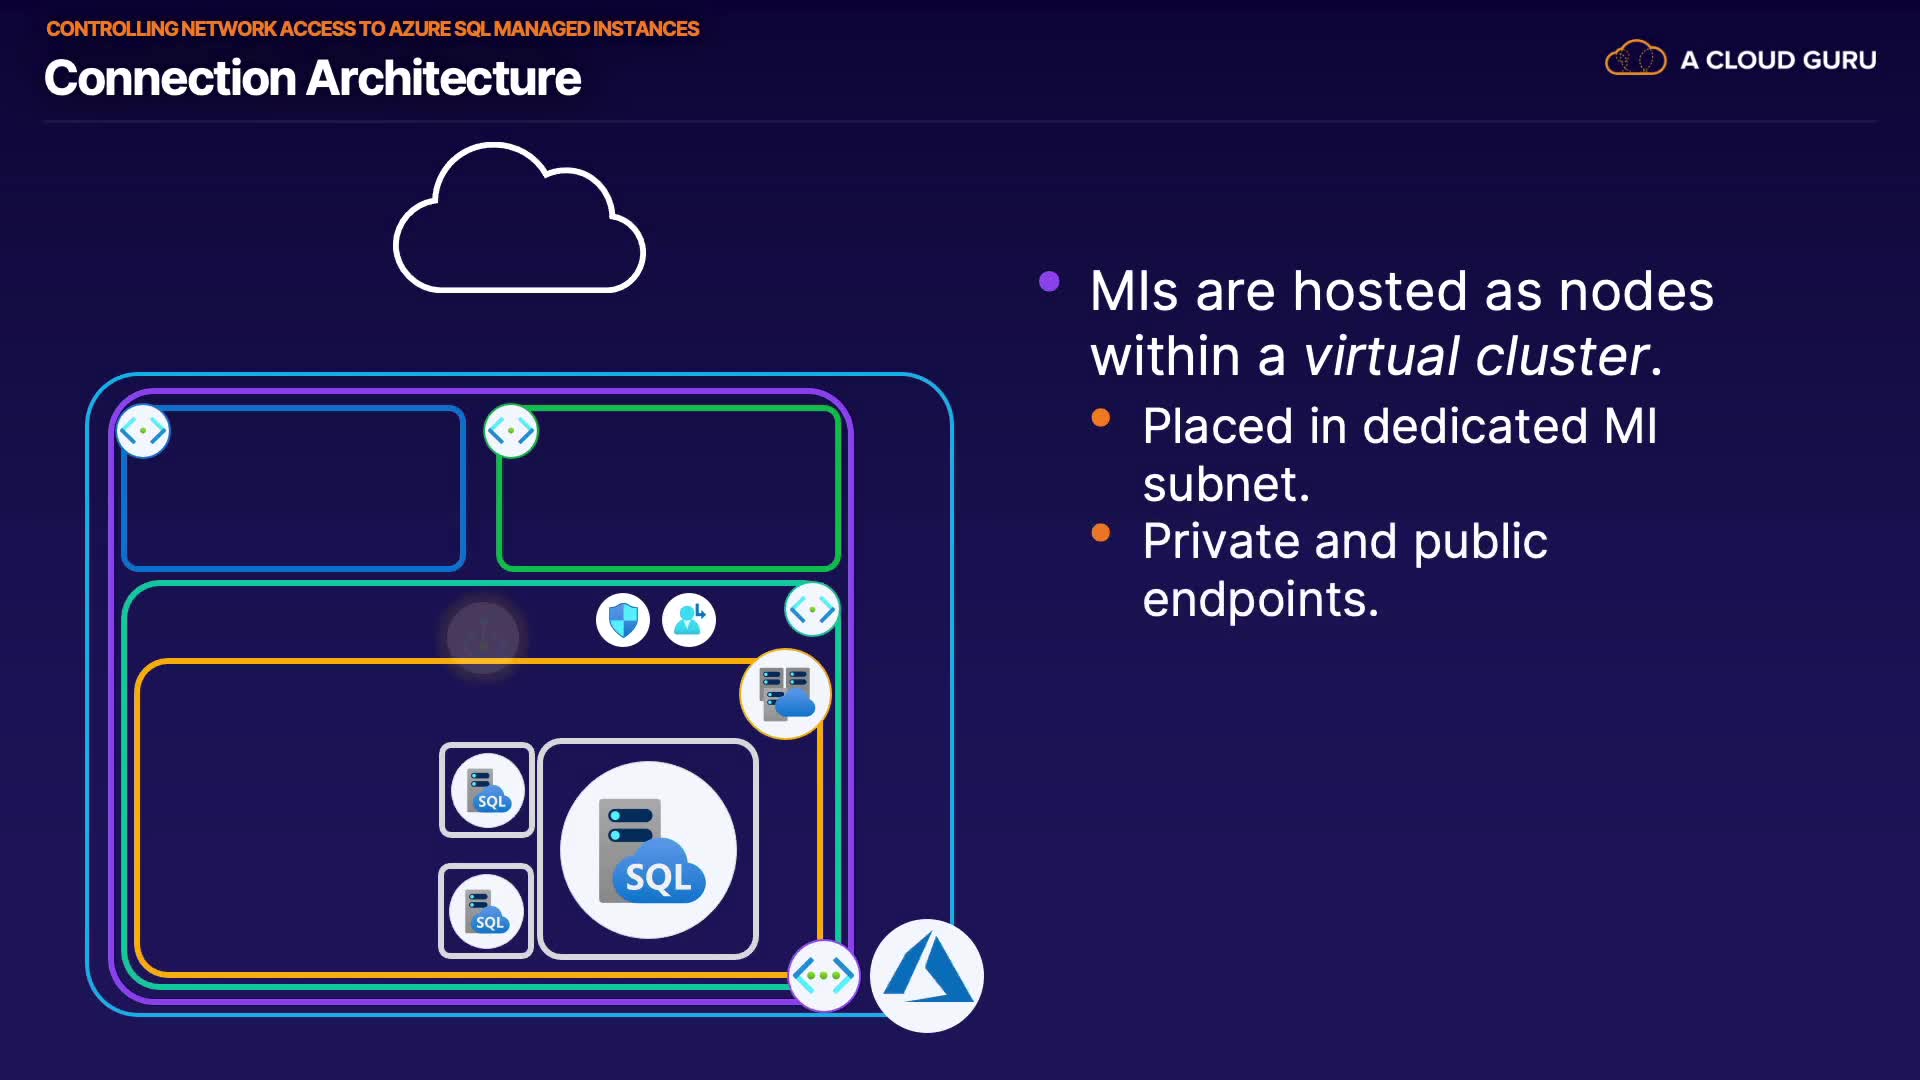 CONTROLLING NETWORK ACCESS TO AZURE SQL MANAGED INSTANCES
Connection Architecture
A CLOUD GURU
MIs are hosted as nodes
within a virtual cluster.
Placed in dedicated MI
subnet.
Private and public
endpoints.
SQL
SQL
SQL